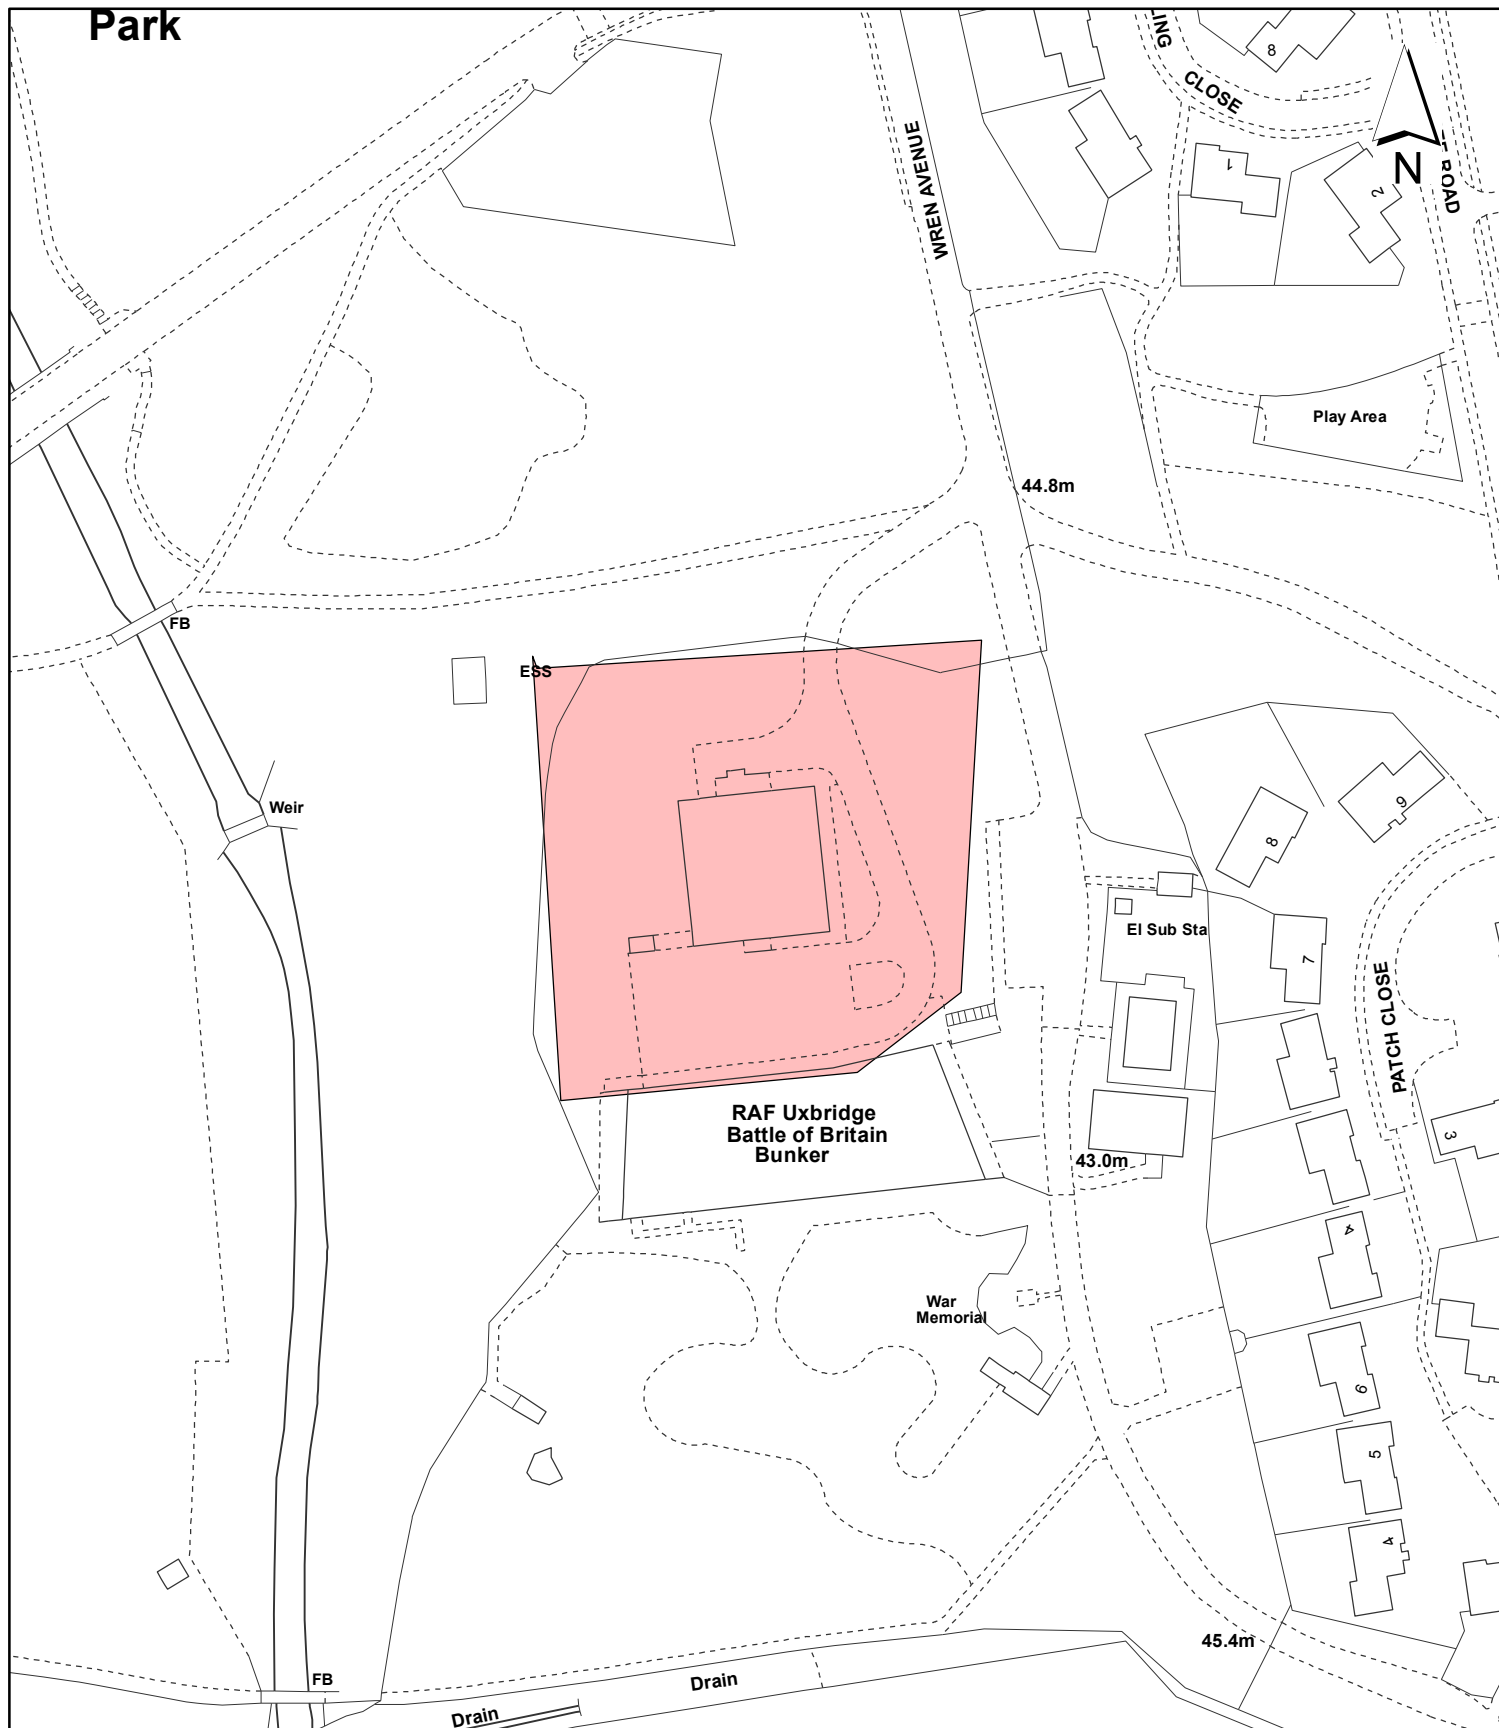 Park
LING
CLOSE
8
WREN AVENUE
1
2
N
ROAD
Play Area
44.8m
FB
ESS
Weir
9
8
El Sub Sta
7
PATCH CLOSE
RAF Uxbridge
Battle of Britain
Bunker
43.0m
3
4
War
Memorial
6
5
4
45.4m
FB
Drain
Drain